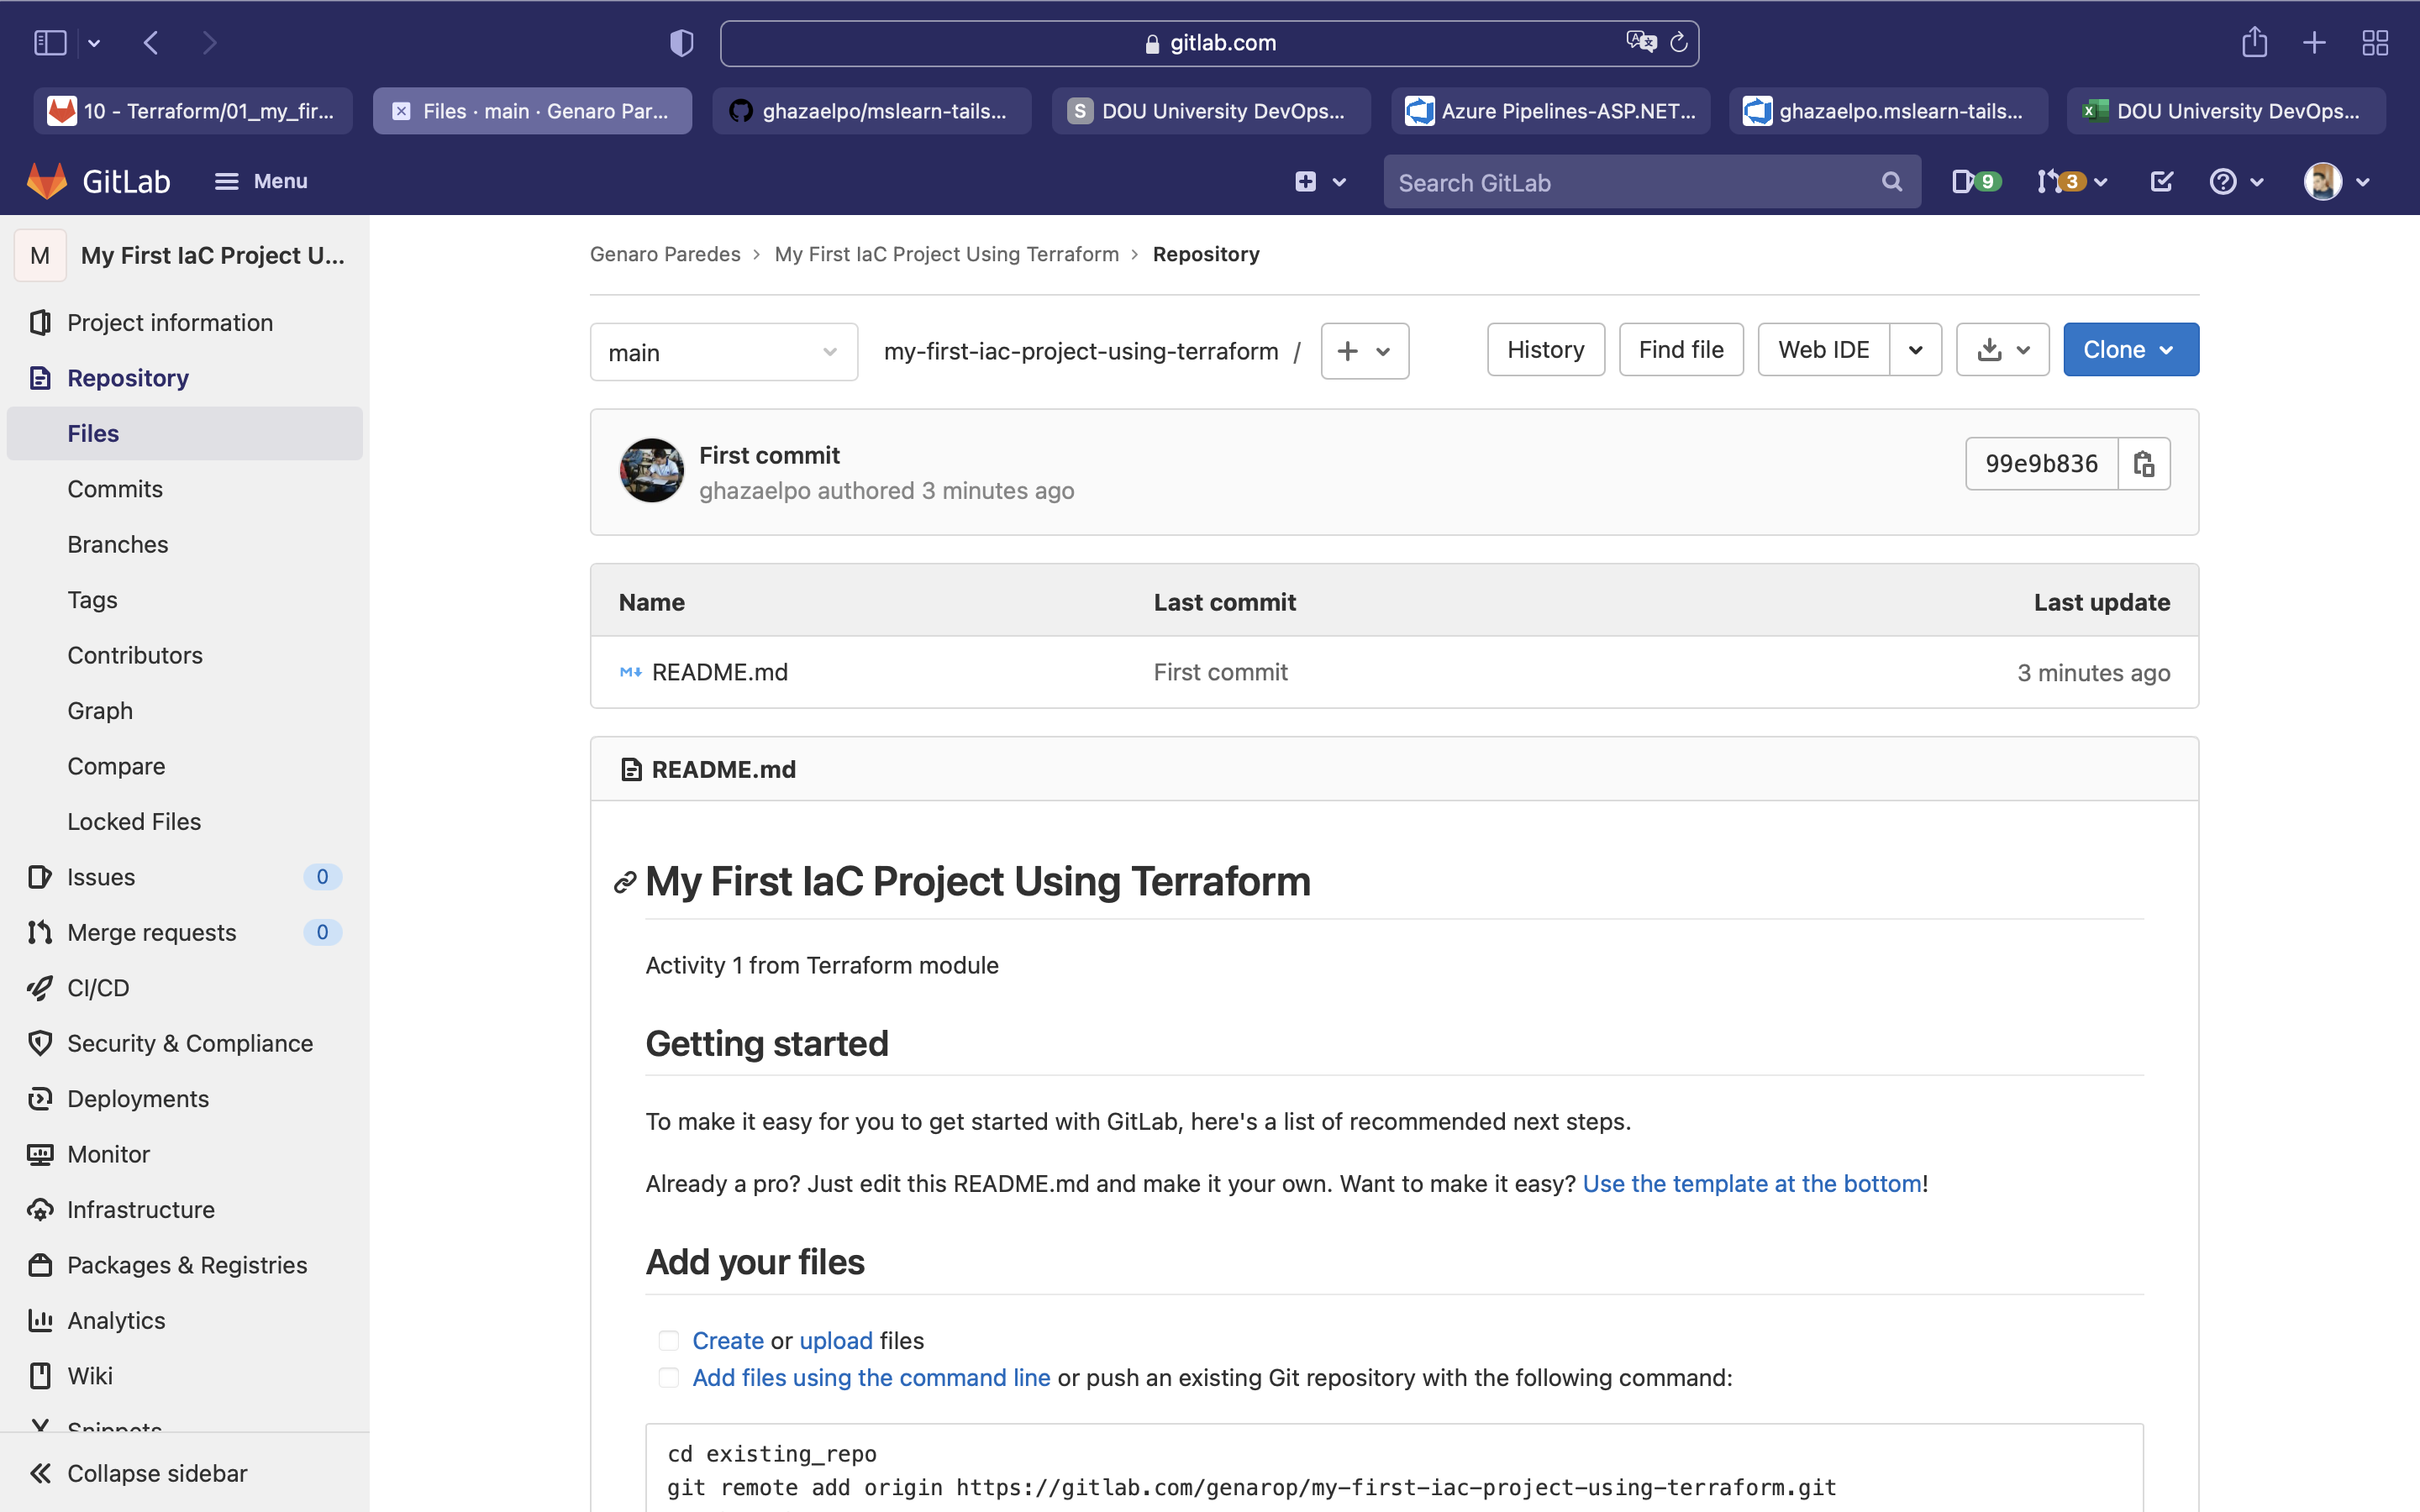 gitlab.com
10 - Terraform/01_my_fir...
Files · main · Genaro Par...
ghazaelpo/mslearn-tails...
S DOU University DevOps...
Azure Pipelines-ASP.NET...
ghazaelpo.mslearn-tails...
DOU University DevOps...
GitLab
Menu
Search GitLab
9
3
M My First IaC Project U...
Project information
Repository
Files
Commits
Branches
Tags
Contributors
Graph
Compare
Locked Files
Issues 0
Merge requests 0
CI/CD
Security & Compliance
Deployments
Monitor
Infrastructure
Packages & Registries
Analytics
Wiki
Snippets
Collapse sidebar
Genaro Paredes > My First IaC Project Using Terraform > Repository
main
my-first-iac-project-using-terraform /
History
Find file
Web IDE
Clone
First commit
ghazaelpo authored 3 minutes ago
99e9b836
Name Last commit Last update
README.md First commit 3 minutes ago
README.md
My First IaC Project Using Terraform
Activity 1 from Terraform module
Getting started
To make it easy for you to get started with GitLab, here's a list of recommended next steps.
Already a pro? Just edit this README.md and make it your own. Want to make it easy? Use the template at the bottom!
Add your files
Create or upload files
Add files using the command line or push an existing Git repository with the following command:
cd existing_repo
git remote add origin https://gitlab.com/genarop/my-first-iac-project-using-terraform.git